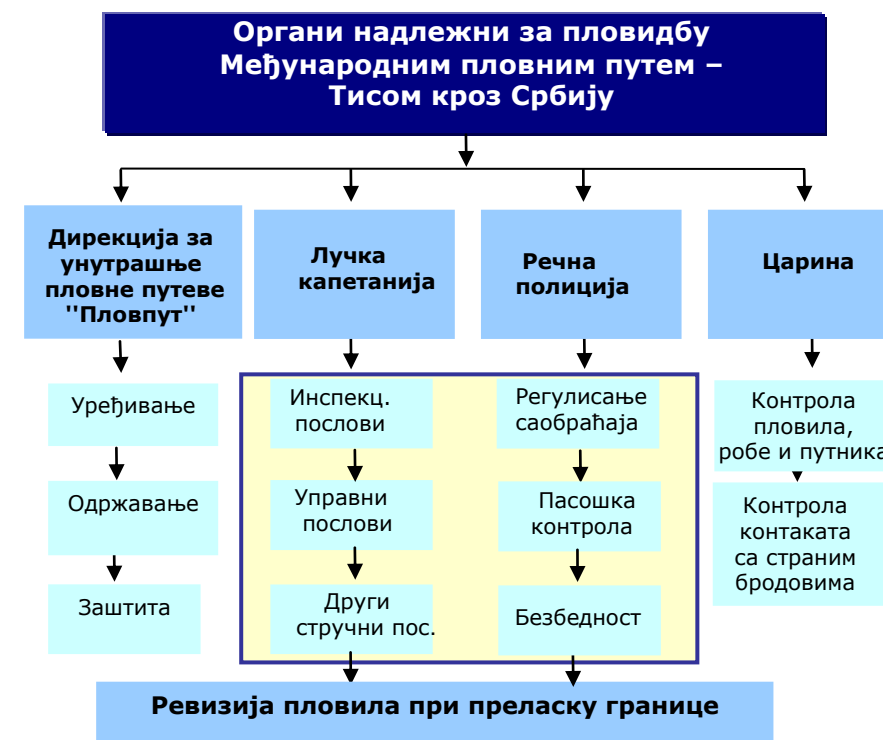 Органи надлежни за пловидбу
Међународним пловним путем –
Тисом кроз Србију
Дирекција за
унутрашње
пловне путеве
''Пловпут''
Лучка
капетанија
Речна
полиција
Царина
Уређивање
Одржавање
Заштита
Инспекц.
послови
Управни
послови
Други
стручни пос.
Регулисање
саобраћаја
Пасошка
контрола
Безбедност
Контрола
пловила,
робе и путника
Контрола
контаката
са страним
бродовима
Ревизија пловила при преласку границе